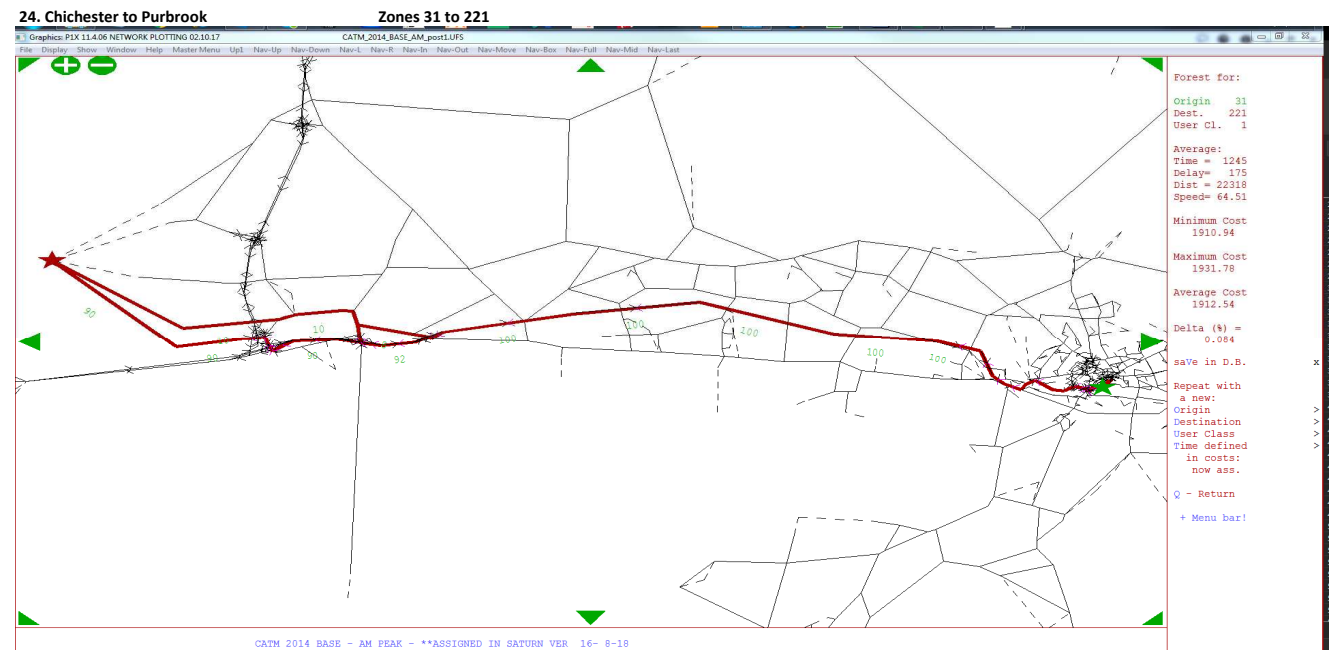 24. Chichester to Purbrook Zones 31 to 221
Graphics: P1X 11.4.06 NETWORK PLOTTING 02.10.17 CATM_2014_BASE_AM_post1.UFS
File Display Show Window Help Master Menu Up1 Nav-Up Nav-Down Nav-L Nav-R Nav-In Nav-Out Nav-Move Nav-Box Nav-Full Nav-Mid Nav-Last
Forest for:
Origin 31
Dest. 221
User Cl. 1
Average:
Time = 1245
Delay= 175
Dist = 22318
Speed= 64.51
Minimum Cost
1910.94
Maximum Cost
1931.78
Average Cost
1912.54
Delta (%) =
0.084
saVe in D.B. x
Repeat with
a new:
Origin >
Destination >
User Class >
Time defined >
in costs:
now ass.
Q - Return
+ Menu bar!
90
10
90
90
92
100
100
100
100
100
CATM 2014 BASE - AM PEAK - **ASSIGNED IN SATURN VER 16- 8-18